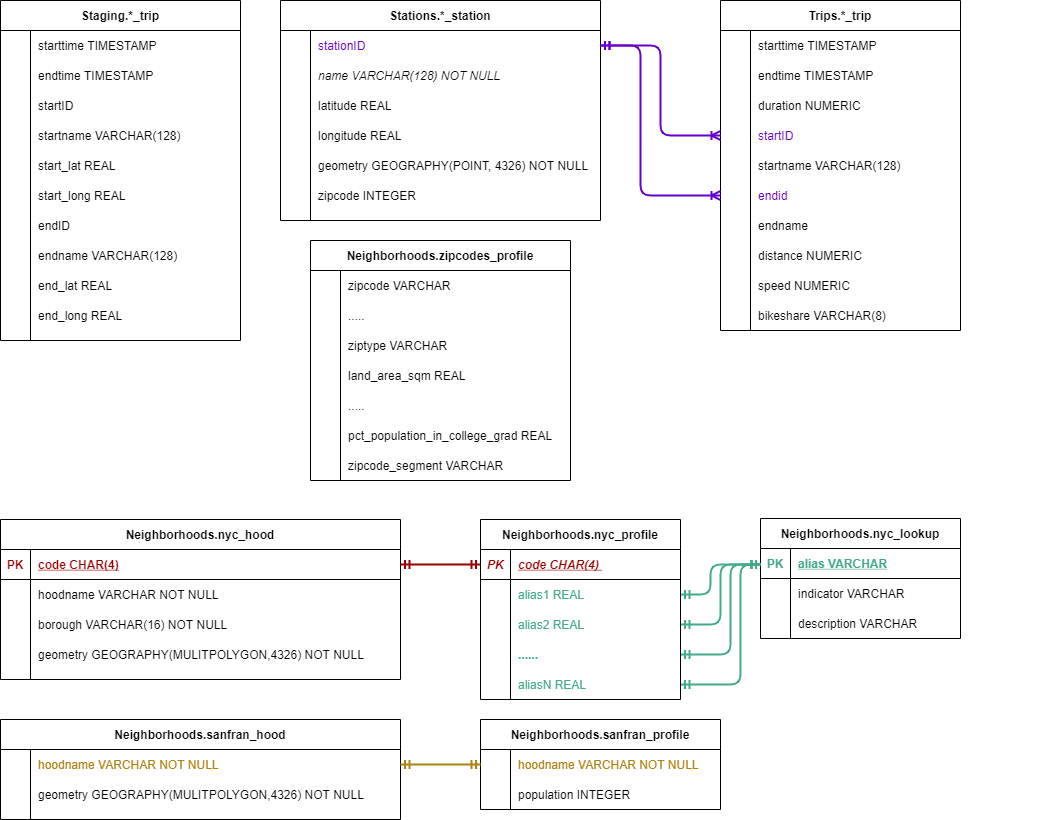 Staging.*_trip
starttime TIMESTAMP
endtime TIMESTAMP
startID
startname VARCHAR(128)
start_lat REAL
start_long REAL
endID
endname VARCHAR(128)
end_lat REAL
end_long REAL
Stations.*_station
stationID
name VARCHAR(128) NOT NULL
latitude REAL
longitude REAL
geometry GEOGRAPHY(POINT, 4326) NOT NULL
zipcode INTEGER
Trips.*_trip
starttime TIMESTAMP
endtime TIMESTAMP
duration NUMERIC
startID
startname VARCHAR(128)
endid
endname
distance NUMERIC
speed NUMERIC
bikeshare VARCHAR(8)
Neighborhoods.zipcodes_profile
zipcode VARCHAR
.....
ziptype VARCHAR
land_area_sqm REAL
.....
pct_population_in_college_grad REAL
zipcode_segment VARCHAR
Neighborhoods.nyc_hood
PK code CHAR(4)
hoodname VARCHAR NOT NULL
borough VARCHAR(16) NOT NULL
geometry GEOGRAPHY(MULITPOLYGON,4326) NOT NULL
Neighborhoods.nyc_profile
PK code CHAR(4)
alias1 REAL
alias2 REAL
......
aliasN REAL
Neighborhoods.nyc_lookup
PK alias VARCHAR
indicator VARCHAR
description VARCHAR
Neighborhoods.sanfran_hood
hoodname VARCHAR NOT NULL
geometry GEOGRAPHY(MULITPOLYGON,4326) NOT NULL
Neighborhoods.sanfran_profile
hoodname VARCHAR NOT NULL
population INTEGER